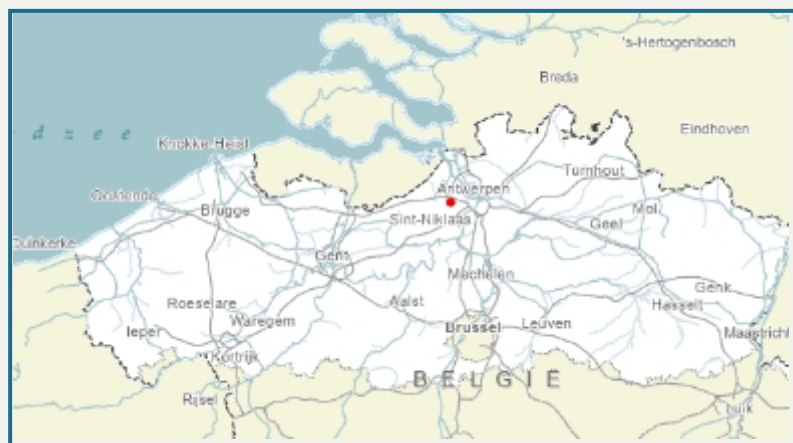 's-Hertogenbosch
Breda
Eindhoven
d z e e
Knokke-Heist
Turnhout
Antwerpen
Oostende
Brugge
Sint-Niklaas
Geel
Mol
Duinkerke
Gent
Mechelen
Genk
Roeselare
Aalst
Hasselt
Ieper
Waregem
Brussel
Leuven
Maastricht
Kortrijk
BELGIË
Rijsel
Luik